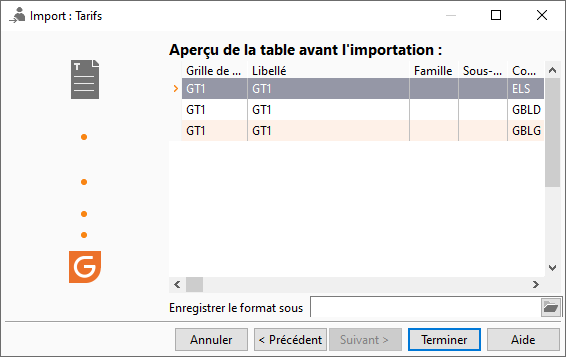 Import : Tarifs
Aperçu de la table avant l'importation :
Grille de ... Libellé Famille Sous-... Co...
GT1 GT1 ELS
GT1 GT1 GBLD
GT1 GT1 GBLG
Enregistrer le format sous
Annuler < Précédent Suivant > Terminer Aide
T
G